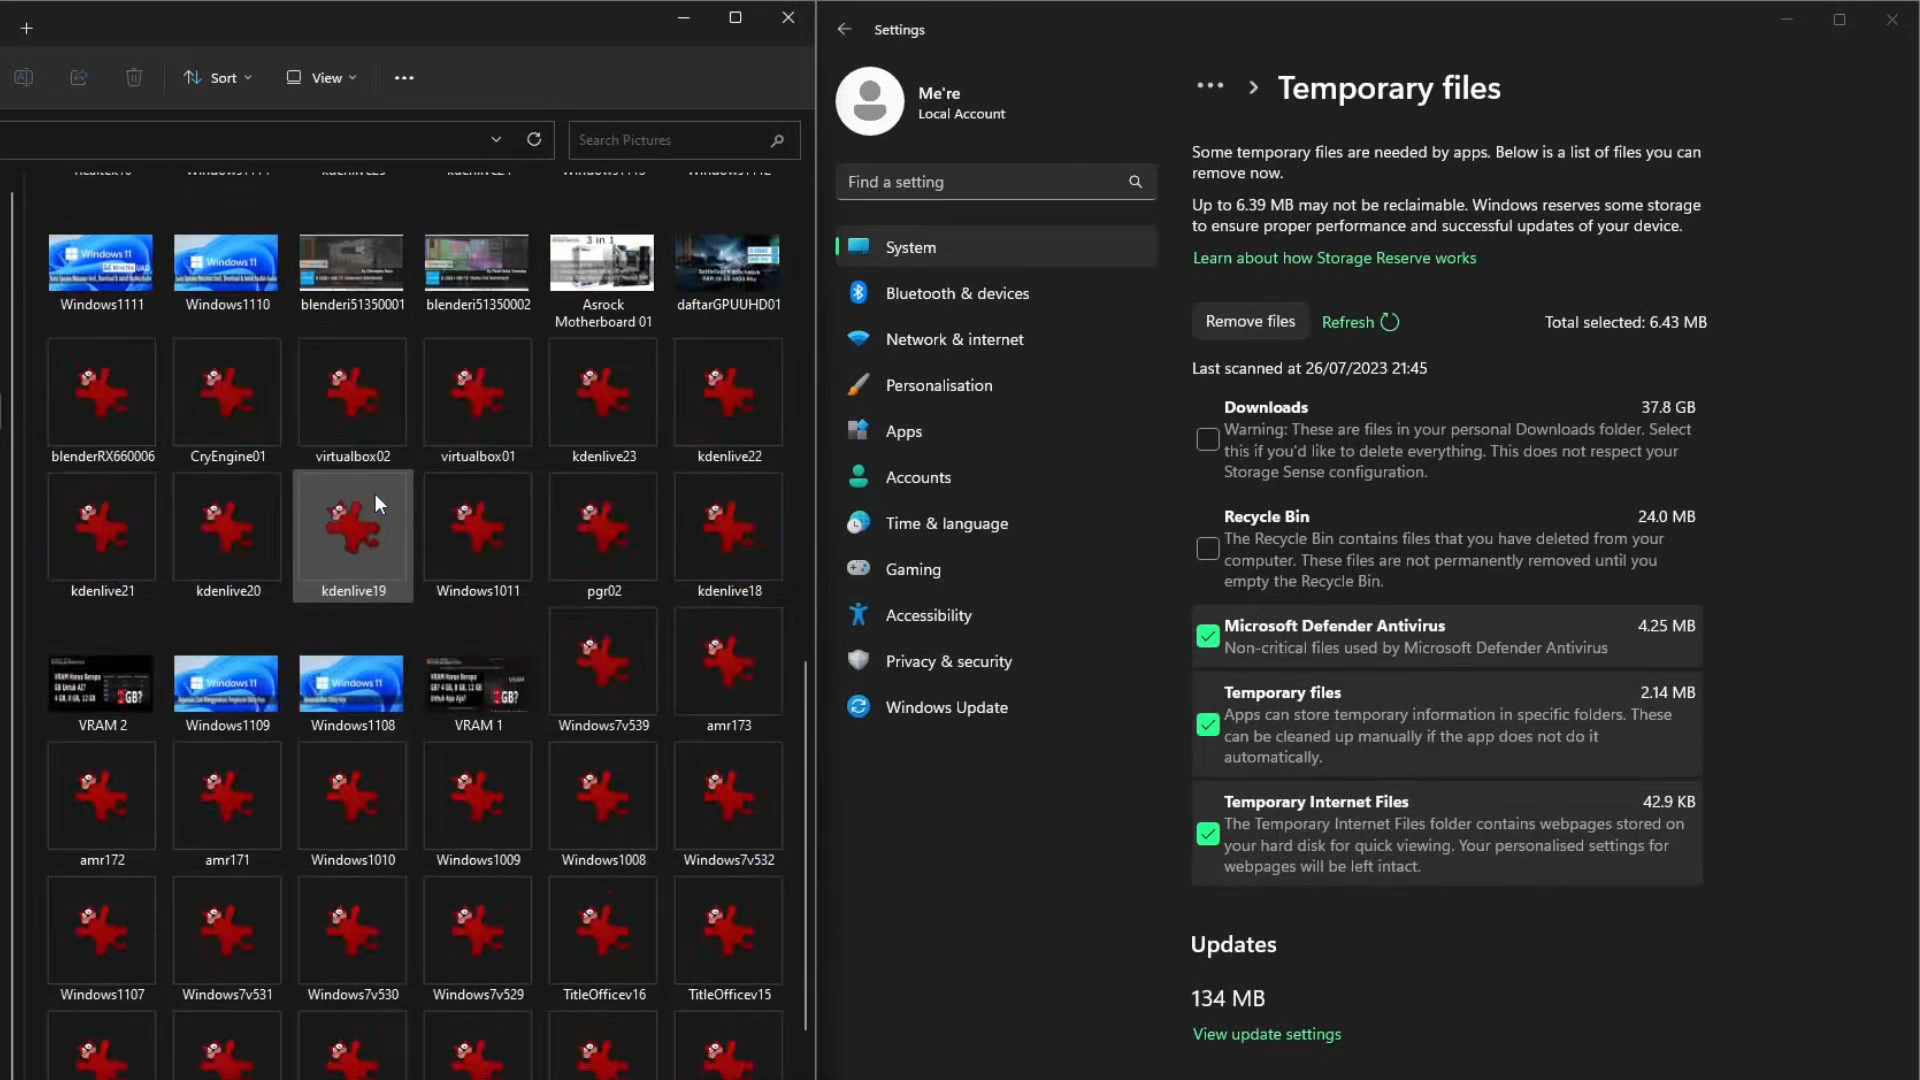 Sort
View
Search Pictures
Windows1111
Windows1110
blenderi51350001
blenderi51350002
Asrock
Motherboard 01
daftarGPUUHD01
Windows 11
Windows 11
3 in 1
blenderRX660006
CryEngine01
virtualbox02
virtualbox01
kdenlive23
kdenlive22
kdenlive21
kdenlive20
kdenlive19
Windows1011
pgr02
kdenlive18
Windows 11
Windows 11
VRAM 2
Windows1109
Windows1108
VRAM 1
Windows7v539
amr173
amr172
amr171
Windows1010
Windows1009
Windows1008
Windows7v532
Windows1107
Windows7v531
Windows7v530
Windows7v529
TitleOfficev16
TitleOfficev15
Settings
Me're
Local Account
Find a setting
System
Bluetooth & devices
Network & internet
Personalisation
Apps
Accounts
Time & language
Gaming
Accessibility
Privacy & security
Windows Update
Temporary files
Some temporary files are needed by apps. Below is a list of files you can
remove now.
Up to 6.39 MB may not be reclaimable. Windows reserves some storage
to ensure proper performance and successful updates of your device.
Learn about how Storage Reserve works
Remove files
Refresh
Total selected: 6.43 MB
Last scanned at 26/07/2023 21:45
Downloads 37.8 GB
Warning: These are files in your personal Downloads folder. Select
this if you'd like to delete everything. This does not respect your
Storage Sense configuration.
Recycle Bin 24.0 MB
The Recycle Bin contains files that you have deleted from your
computer. These files are not permanently removed until you
empty the Recycle Bin.
Microsoft Defender Antivirus 4.25 MB
Non-critical files used by Microsoft Defender Antivirus
Temporary files 2.14 MB
Apps can store temporary information in specific folders. These
can be cleaned up manually if the app does not do it
automatically.
Temporary Internet Files 42.9 KB
The Temporary Internet Files folder contains webpages stored on
your hard disk for quick viewing. Your personalised settings for
webpages will be left intact.
Updates
134 MB
View update settings